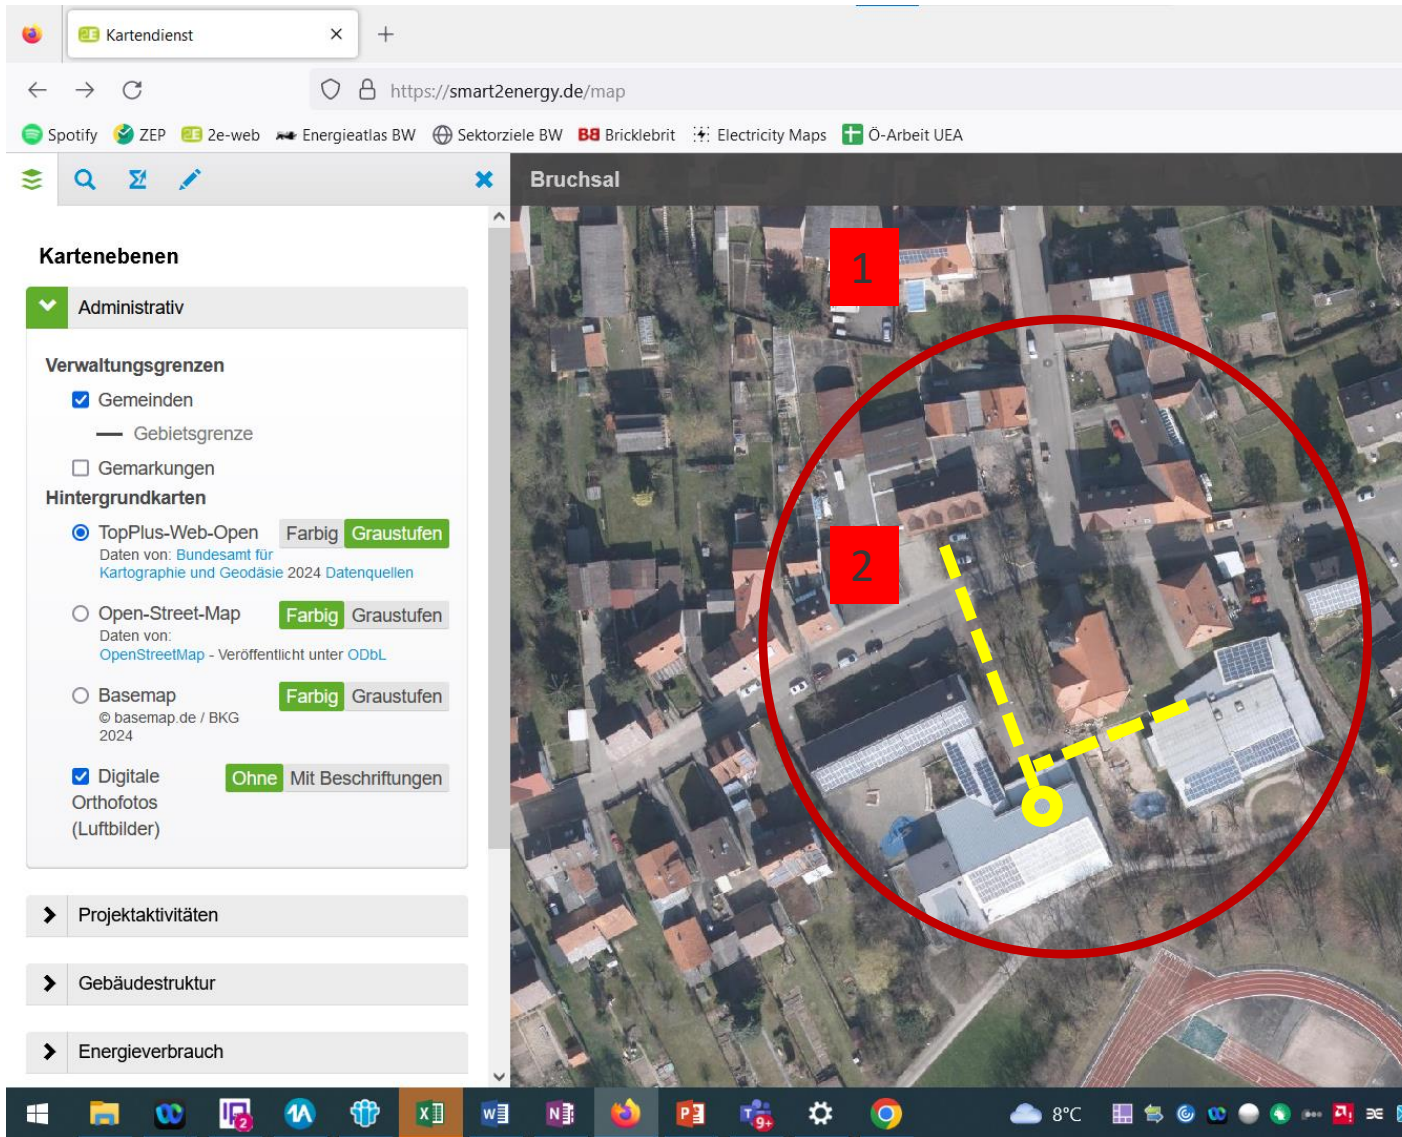 Kartendienst
https://smart2energy.de/map
Spotify ZEP 2e-web Energieatlas BW Sektorziele BW BB Bricklebrit Electricity Maps Ö-Arbeit UEA
Bruchsal
Kartenebenen
Administrativ
Verwaltungsgrenzen
Gemeinden
Gebietsgrenze
Gemarkungen
Hintergrundkarten
TopPlus-Web-Open Farbig Graustufen
Daten von: Bundesamt für
Kartographie und Geodäsie 2024 Datenquellen
Open-Street-Map Farbig Graustufen
Daten von:
OpenStreetMap - Veröffentlicht unter ODbL
Basemap Farbig Graustufen
© basemap.de / BKG
2024
Digitale Ohne Mit Beschriftungen
Orthofotos
(Luftbilder)
Projektaktivitäten
Gebäudestruktur
Energieverbrauch
1
2
8°C